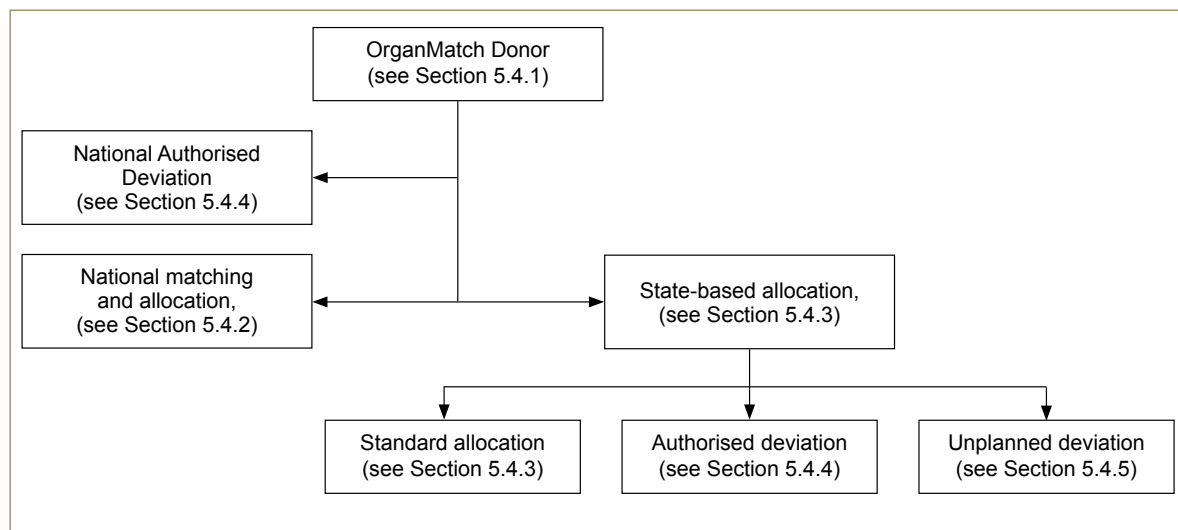 OrganMatch Donor
(see Section 5.4.1)
National Authorised
Deviation
(see Section 5.4.4)
National matching
and allocation,
(see Section 5.4.2)
State-based allocation,
(see Section 5.4.3)
Standard allocation
(see Section 5.4.3)
Authorised deviation
(see Section 5.4.4)
Unplanned deviation
(see Section 5.4.5)